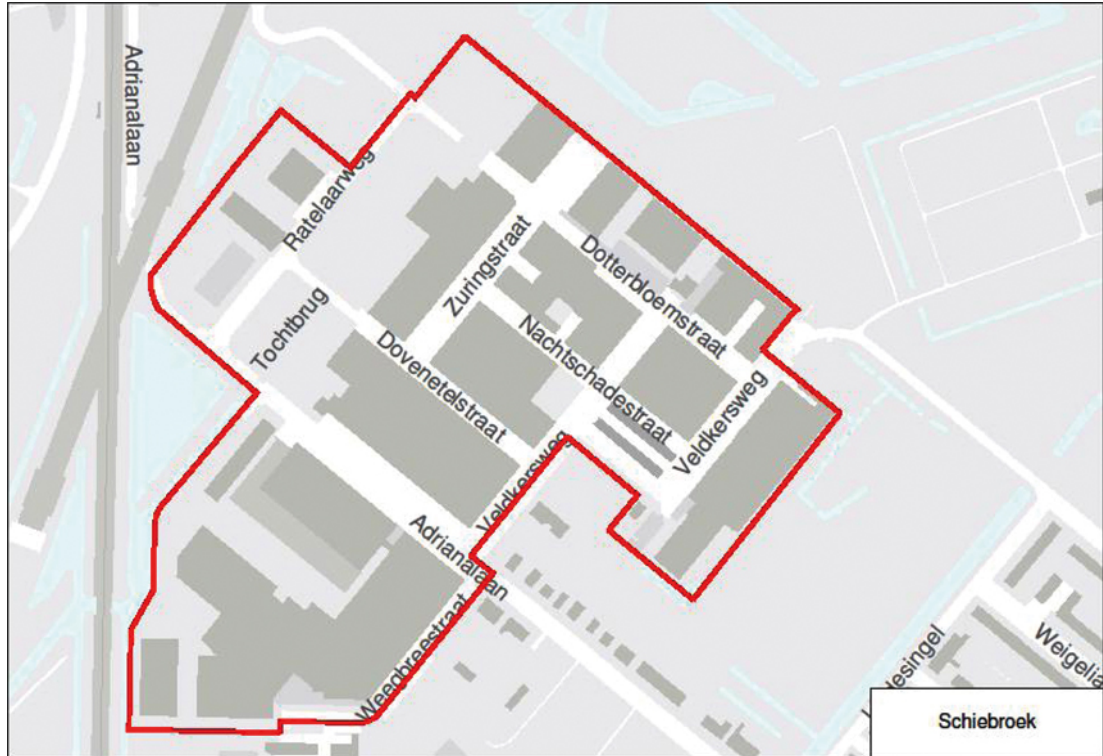 Adrianalaan
Ratelaarweg
Zuringstraat
Dotterbloemstraat
Tochtbrug
Nachtschadestraat
Dovenetelstraat
Veldkersweg
Veldkersweg
Adrianalaan
Weegbreestraat
Weigelia
Schiebroek